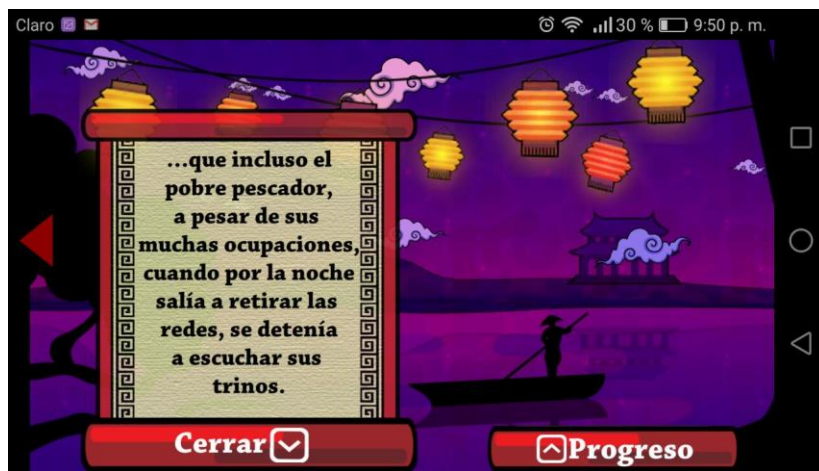 Claro
30 % 9:50 p. m.
...que incluso el
pobre pescador,
a pesar de sus
muchas ocupaciones,
cuando por la noche
salía a retirar las
redes, se detenía
a escuchar sus
trinos.
Cerrar
Progreso